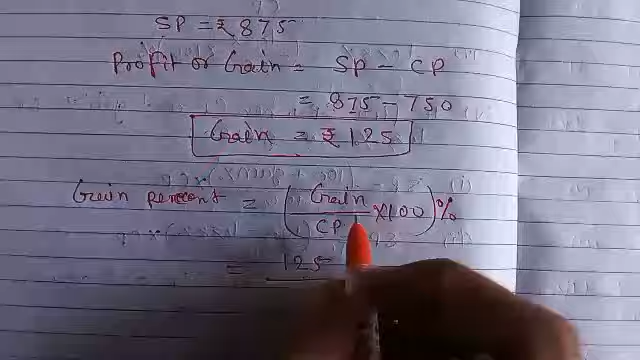 SP = ₹875
Profit or Gain = SP - CP
= 875 - 750
Gain = ₹125
Gain percent = (Gain / CP × 100)%
= 125